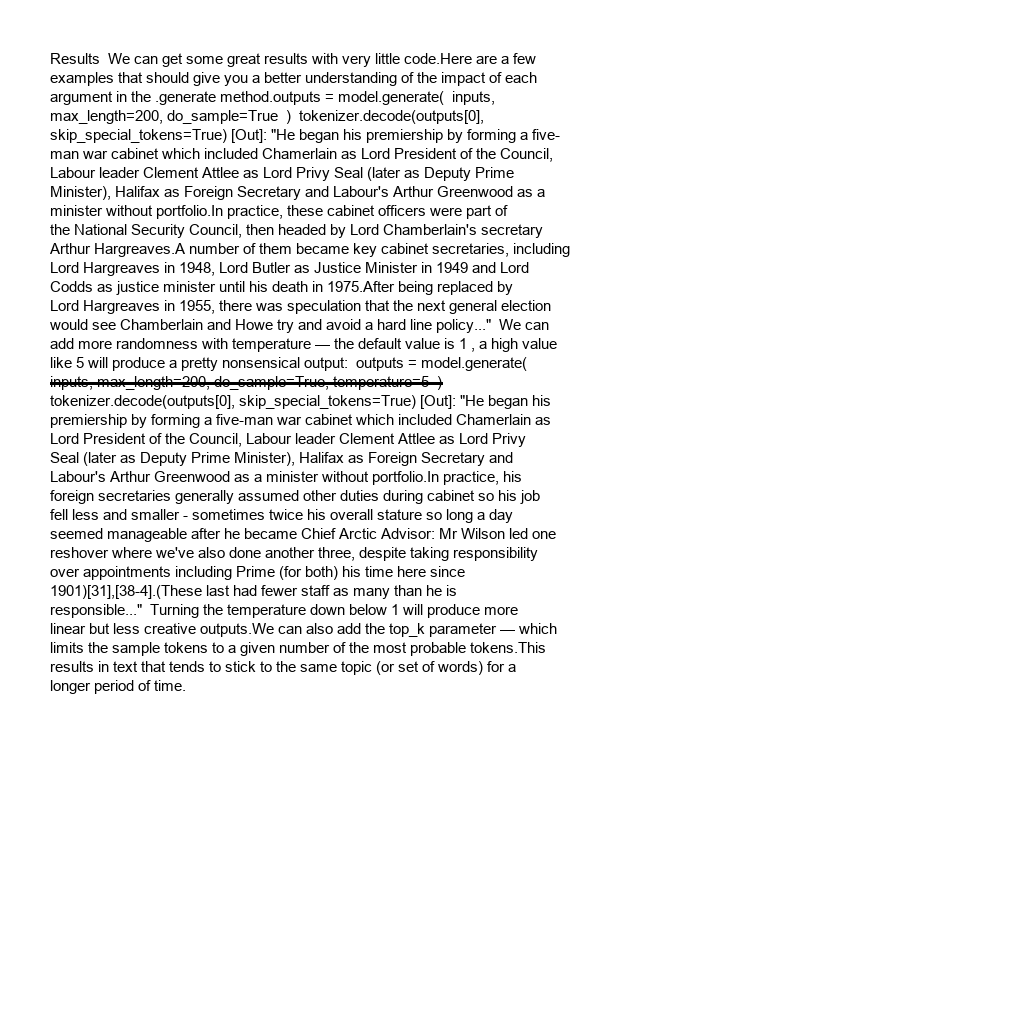 Results  We can get some great results with very little code.Here are a few
examples that should give you a better understanding of the impact of each
argument in the .generate method.outputs = model.generate(  inputs,
max_length=200, do_sample=True  )  tokenizer.decode(outputs[0],
skip_special_tokens=True) [Out]: "He began his premiership by forming a five-
man war cabinet which included Chamerlain as Lord President of the Council,
Labour leader Clement Attlee as Lord Privy Seal (later as Deputy Prime
Minister), Halifax as Foreign Secretary and Labour's Arthur Greenwood as a
minister without portfolio.In practice, these cabinet officers were part of
the National Security Council, then headed by Lord Chamberlain's secretary
Arthur Hargreaves.A number of them became key cabinet secretaries, including
Lord Hargreaves in 1948, Lord Butler as Justice Minister in 1949 and Lord
Codds as justice minister until his death in 1975.After being replaced by
Lord Hargreaves in 1955, there was speculation that the next general election
would see Chamberlain and Howe try and avoid a hard line policy..."  We can
add more randomness with temperature — the default value is 1 , a high value
like 5 will produce a pretty nonsensical output:  outputs = model.generate(
inputs, max_length=200, do_sample=True, temperature=5  )
tokenizer.decode(outputs[0], skip_special_tokens=True) [Out]: "He began his
premiership by forming a five-man war cabinet which included Chamerlain as
Lord President of the Council, Labour leader Clement Attlee as Lord Privy
Seal (later as Deputy Prime Minister), Halifax as Foreign Secretary and
Labour's Arthur Greenwood as a minister without portfolio.In practice, his
foreign secretaries generally assumed other duties during cabinet so his job
fell less and smaller - sometimes twice his overall stature so long a day
seemed manageable after he became Chief Arctic Advisor: Mr Wilson led one
reshover where we've also done another three, despite taking responsibility
over appointments including Prime (for both) his time here since
1901)[31],[38-4].(These last had fewer staff as many than he is
responsible..."  Turning the temperature down below 1 will produce more
linear but less creative outputs.We can also add the top_k parameter — which
limits the sample tokens to a given number of the most probable tokens.This
results in text that tends to stick to the same topic (or set of words) for a
longer period of time.